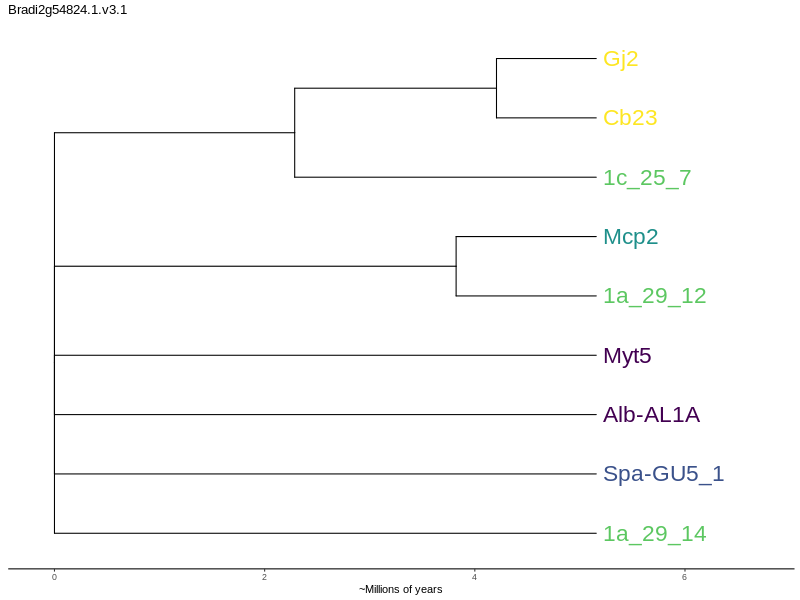 Bradi2g54824.1.v3.1
Gj2
Cb23
1c_25_7
Mcp2
1a_29_12
Myt5
Alb-AL1A
Spa-GU5_1
1a_29_14
0 2 4 6
~Millions of years